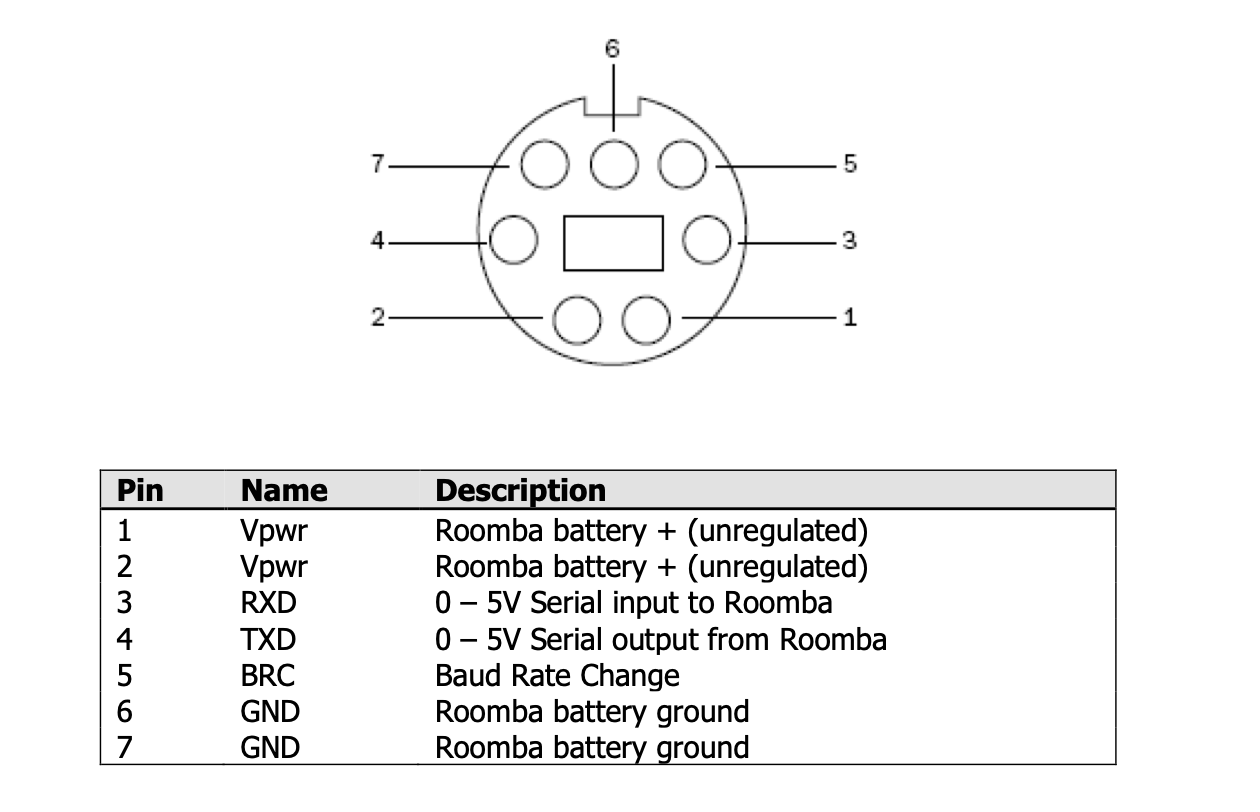 6
7 5
4 3
2 1
Pin Name Description
1 Vpwr Roomba battery + (unregulated)
2 Vpwr Roomba battery + (unregulated)
3 RXD 0 – 5V Serial input to Roomba
4 TXD 0 – 5V Serial output from Roomba
5 BRC Baud Rate Change
6 GND Roomba battery ground
7 GND Roomba battery ground